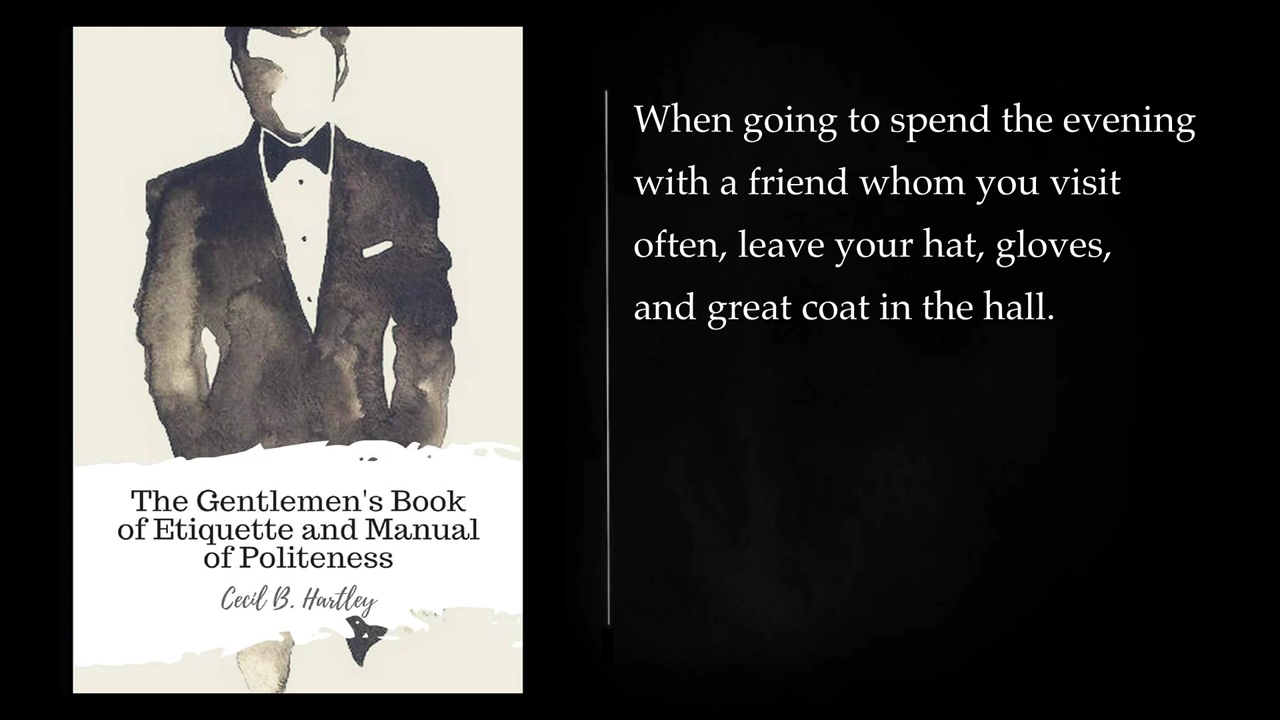 The Gentlemen's Book
of Etiquette and Manual
of Politeness
Cecil B. Hartley
When going to spend the evening
with a friend whom you visit
often, leave your hat, gloves,
and great coat in the hall.